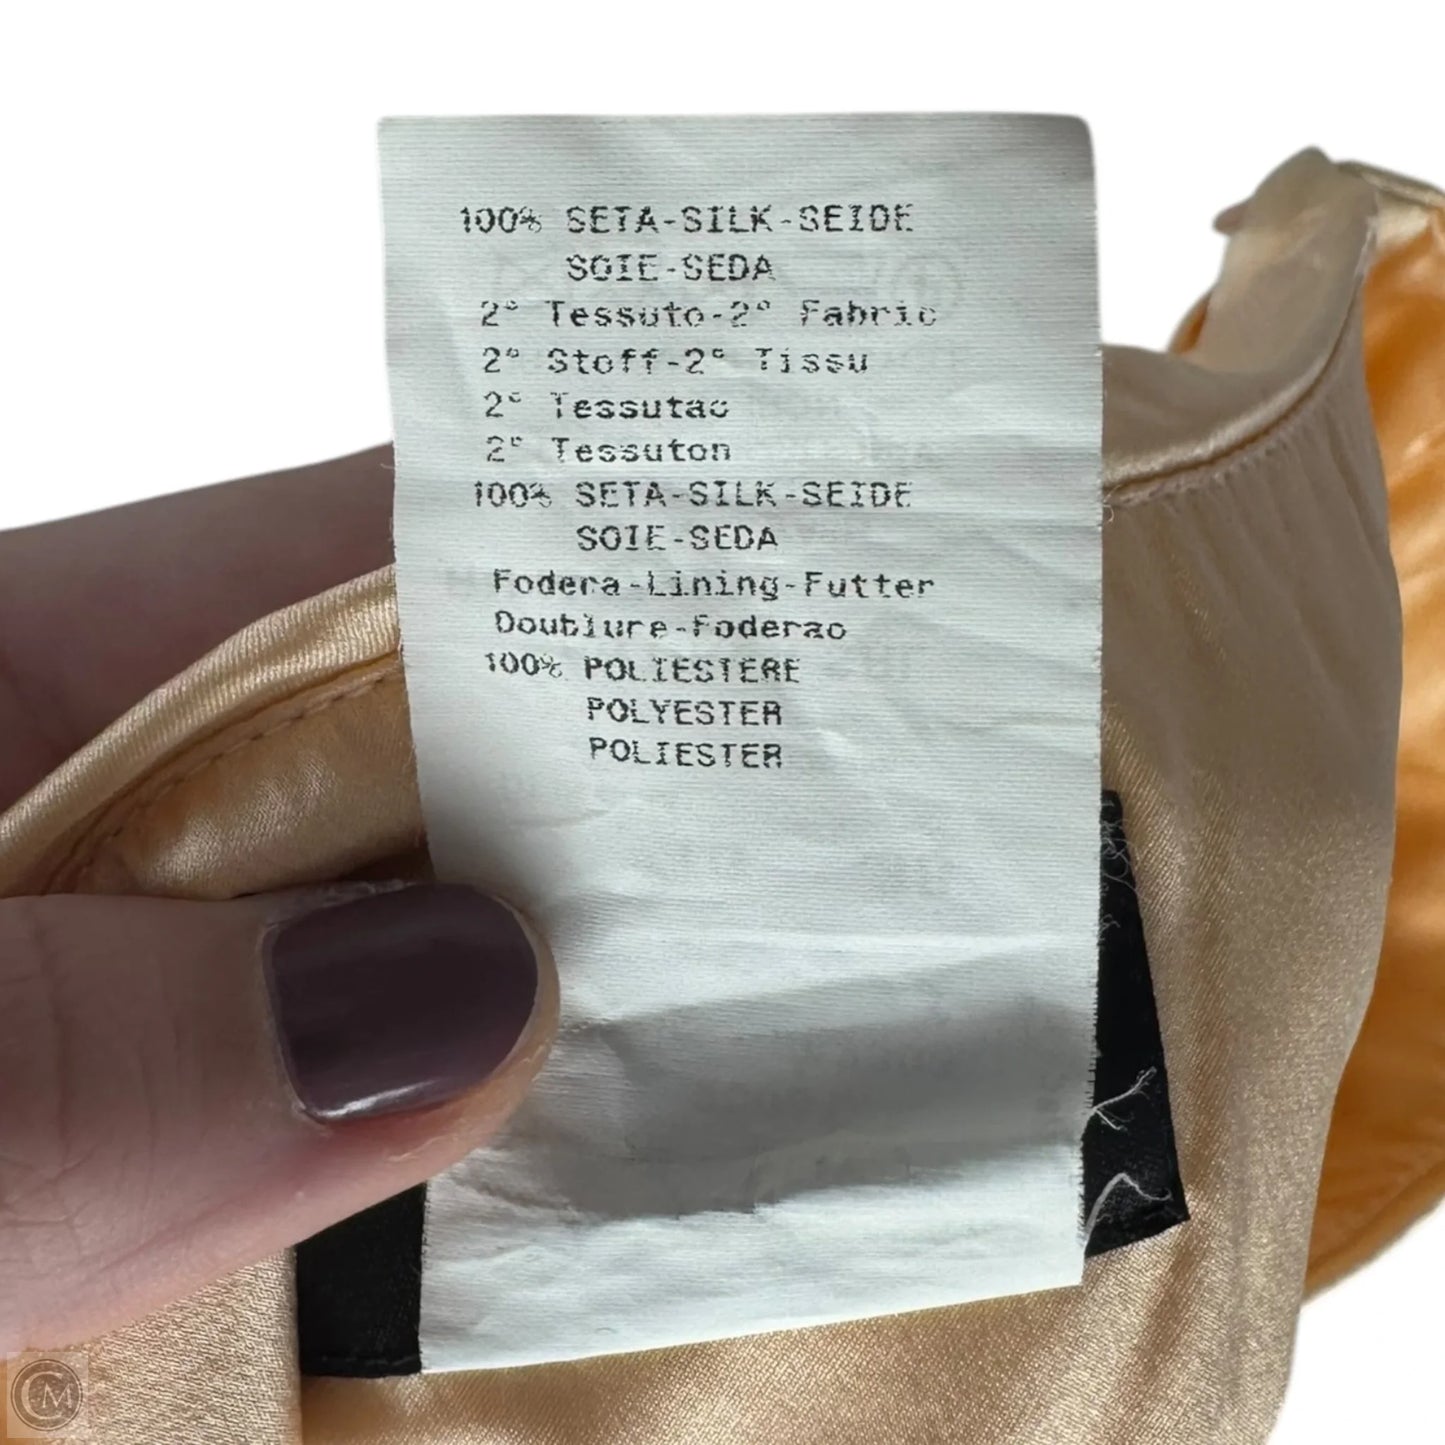 100% SETA-SILK-SEIDE
SOIE-SEDA
2° Tessuto-2° Fabric
2° Stoff-2° Tissu
2° Tessutao
2° Tessuton
100% SETA-SILK-SEIDE
SOIE-SEDA
Fodera-Lining-Futter
Doublure-Foderao
100% POLIESTERE
POLYESTER
POLIESTER
CM